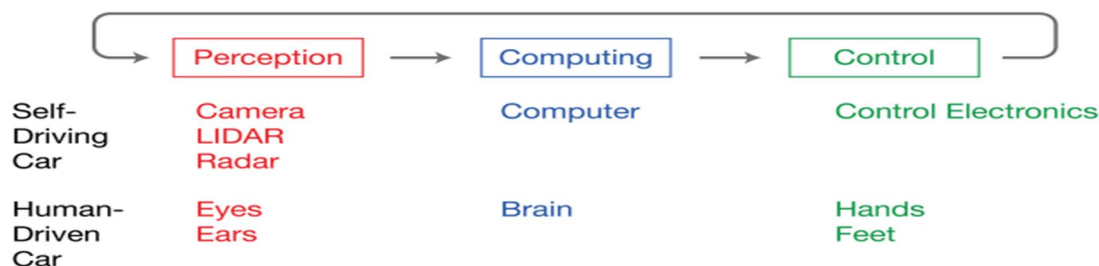 Perception Computing Control
Self- Camera Computer Control Electronics
Driving LIDAR
Car Radar
Human- Eyes Brain Hands
Driven Ears Feet
Car